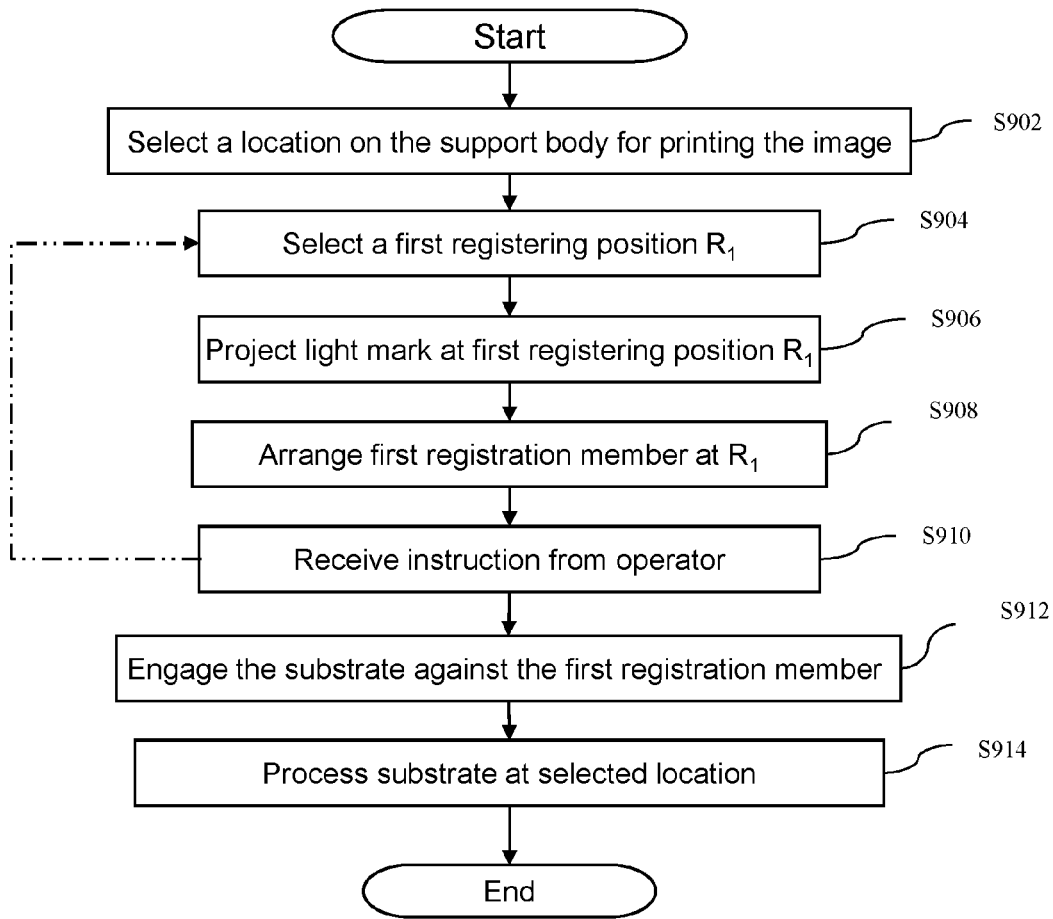 Start
Select a location on the support body for printing the image
S902
Select a first registering position R₁
S904
Project light mark at first registering position R₁
S906
Arrange first registration member at R₁
S908
Receive instruction from operator
S910
Engage the substrate against the first registration member
S912
Process substrate at selected location
S914
End